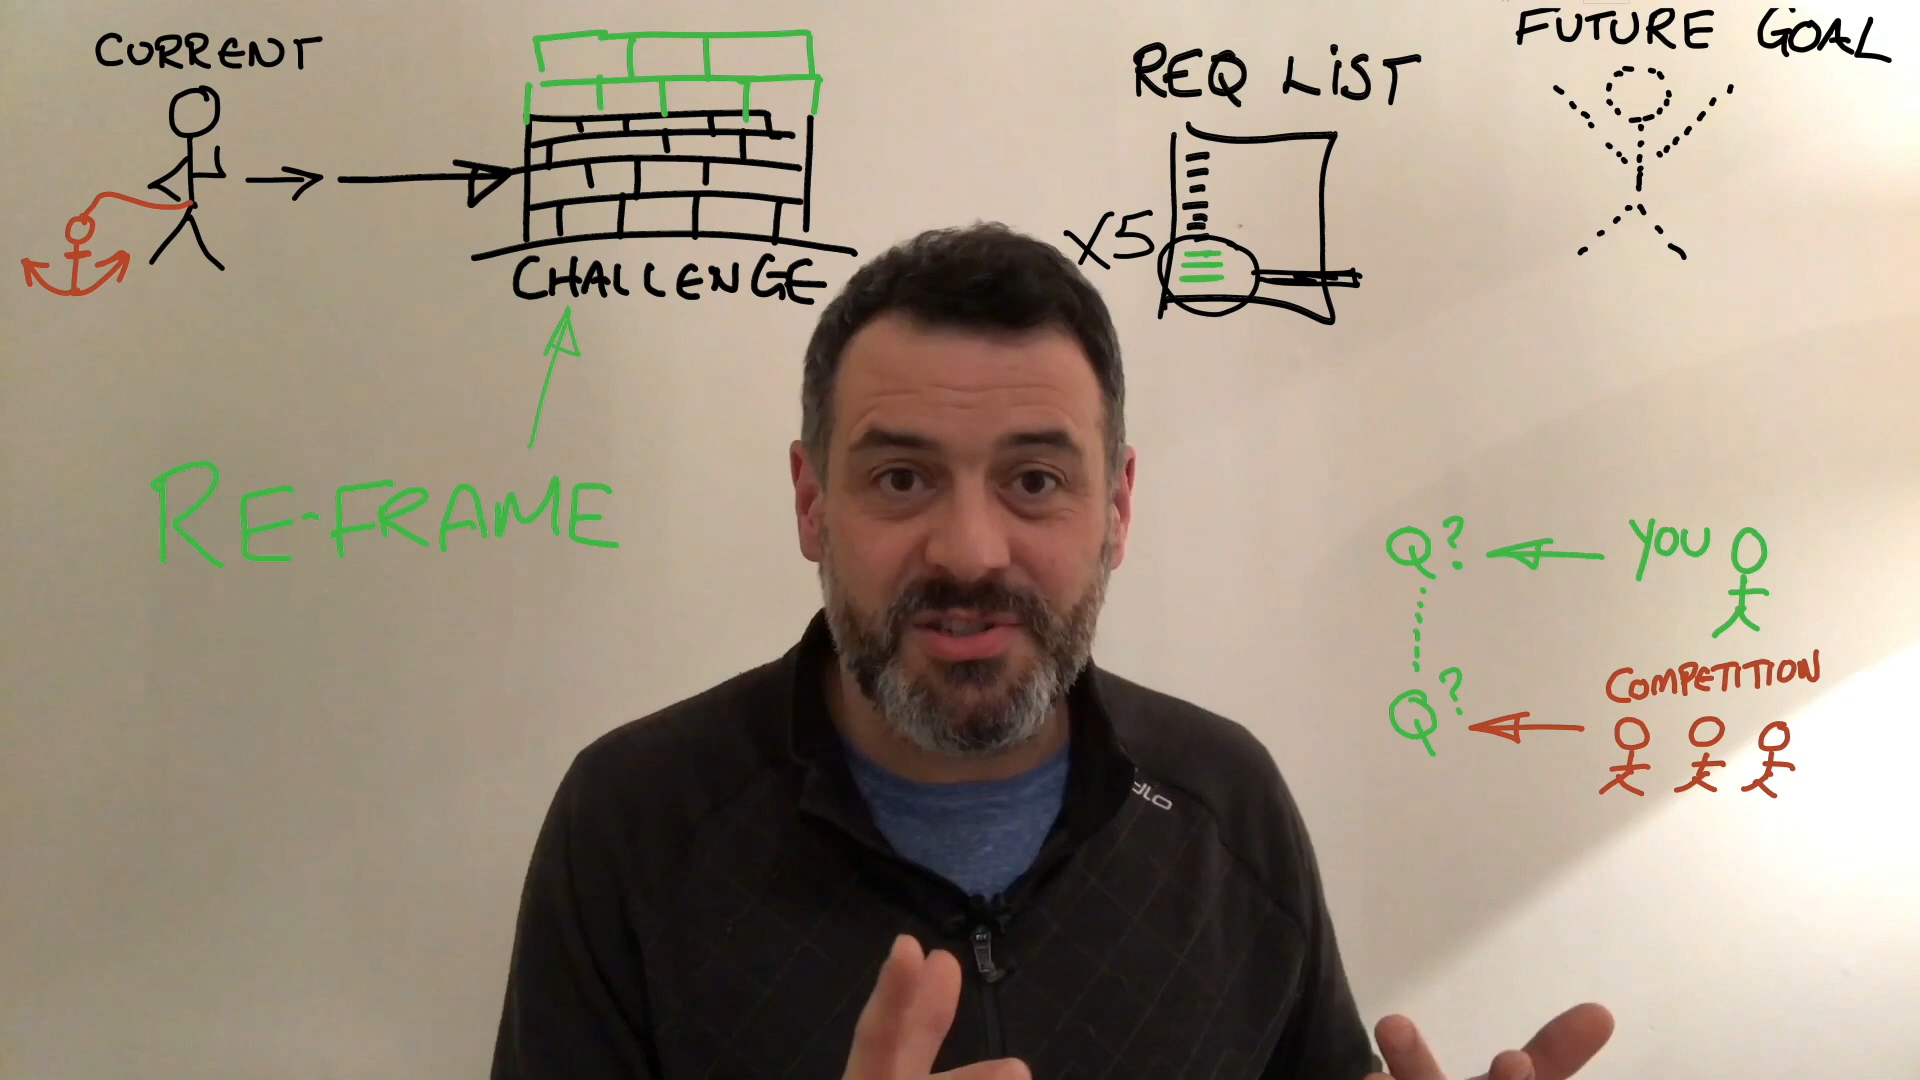 CURRENT
CHALLENGE
REQ LIST
X5
FUTURE GOAL
RE-FRAME
Q?
YOU
Q?
COMPETITION